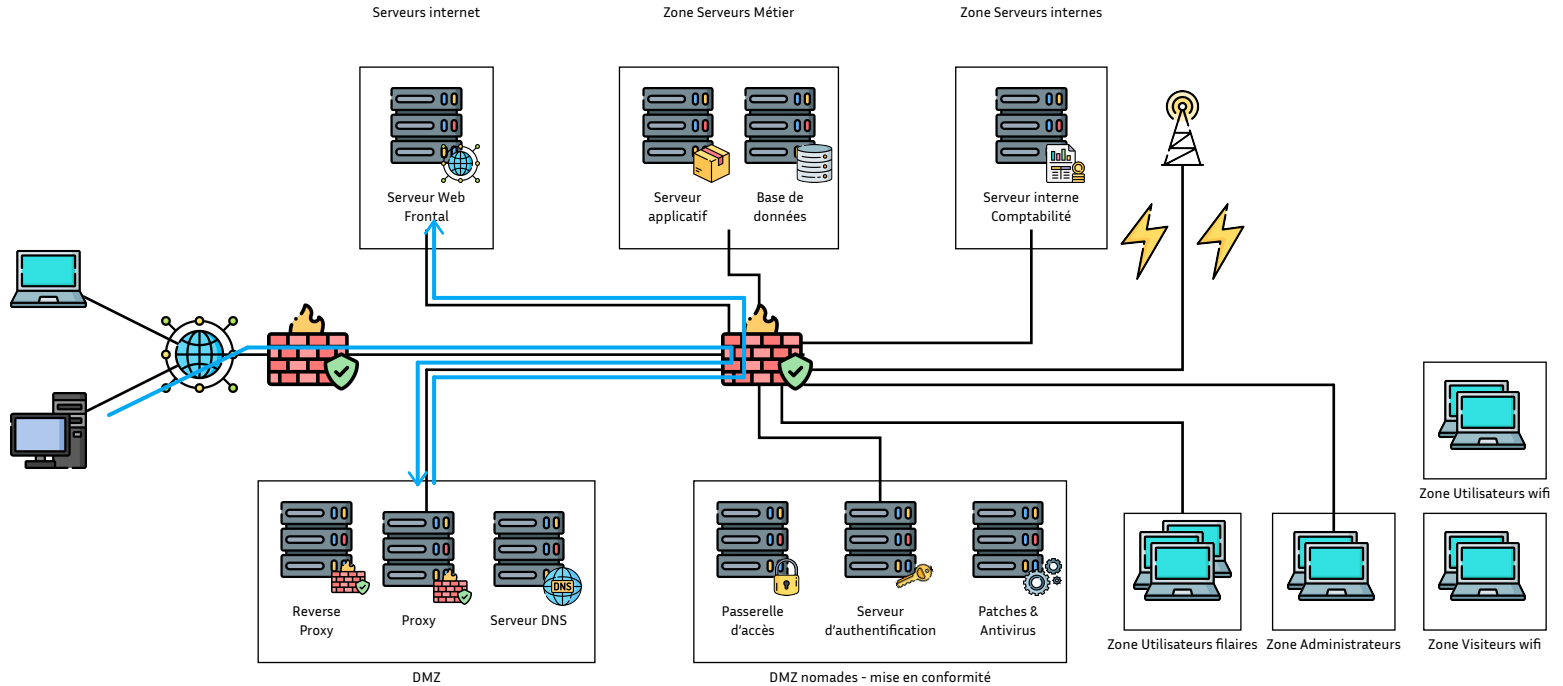 Serveurs internet
Zone Serveurs Métier
Zone Serveurs internes
Serveur Web
Frontal
Serveur
applicatif
Base de
données
Serveur interne
Comptabilité
Zone Utilisateurs wifi
DNS
Reverse
Proxy
Proxy
Serveur DNS
Passerelle
d'accès
Serveur
d'authentification
Patches &
Antivirus
Zone Utilisateurs filaires
Zone Administrateurs
Zone Visiteurs wifi
DMZ
DMZ nomades - mise en conformité